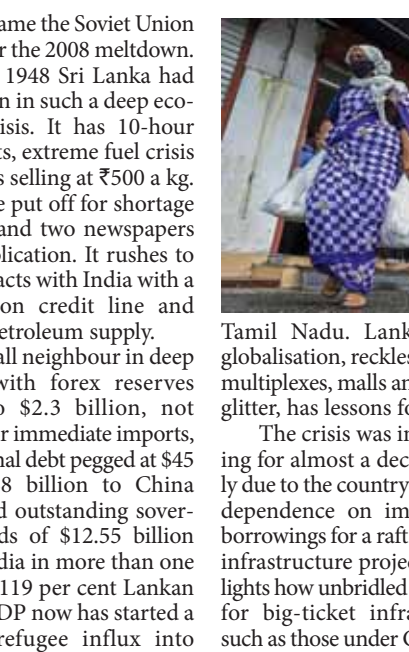 ame the Soviet Union
r the 2008 meltdown.
1948 Sri Lanka had
n in such a deep eco-
isis. It has 10-hour
ts, extreme fuel crisis
s selling at ₹500 a kg.
e put off for shortage
and two newspapers
plication. It rushes to
acts with India with a
on credit line and
etroleum supply.
all neighbour in deep
with forex reserves
o $2.3 billion, not
r immediate imports,
nal debt pegged at $45
8 billion to China
d outstanding sover-
ds of $12.55 billion
dia in more than one
119 per cent Lankan
DP now has started a
refugee influx into
Tamil Nadu. Lank
globalisation, reckles
multiplexes, malls an
glitter, has lessons fo
The crisis was in
ing for almost a dec
ly due to the country
dependence on im
borrowings for a raft
infrastructure projec
lights how unbridled
for big-ticket infra
such as those under C